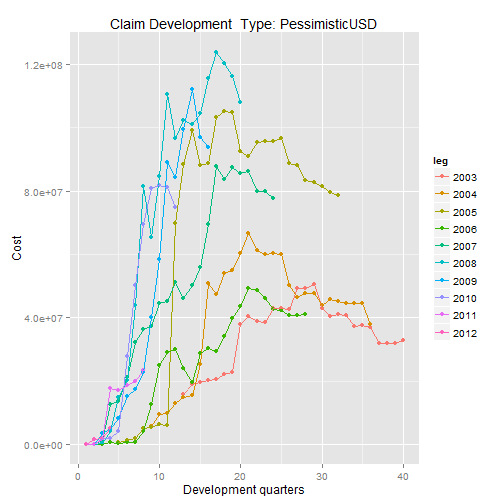 Claim Development  Type: PessimisticUSD
1.2e+08
8.0e+07
4.0e+07
0.0e+00
Cost
0
10
20
30
40
Development quarters
leg
2003
2004
2005
2006
2007
2008
2009
2010
2011
2012